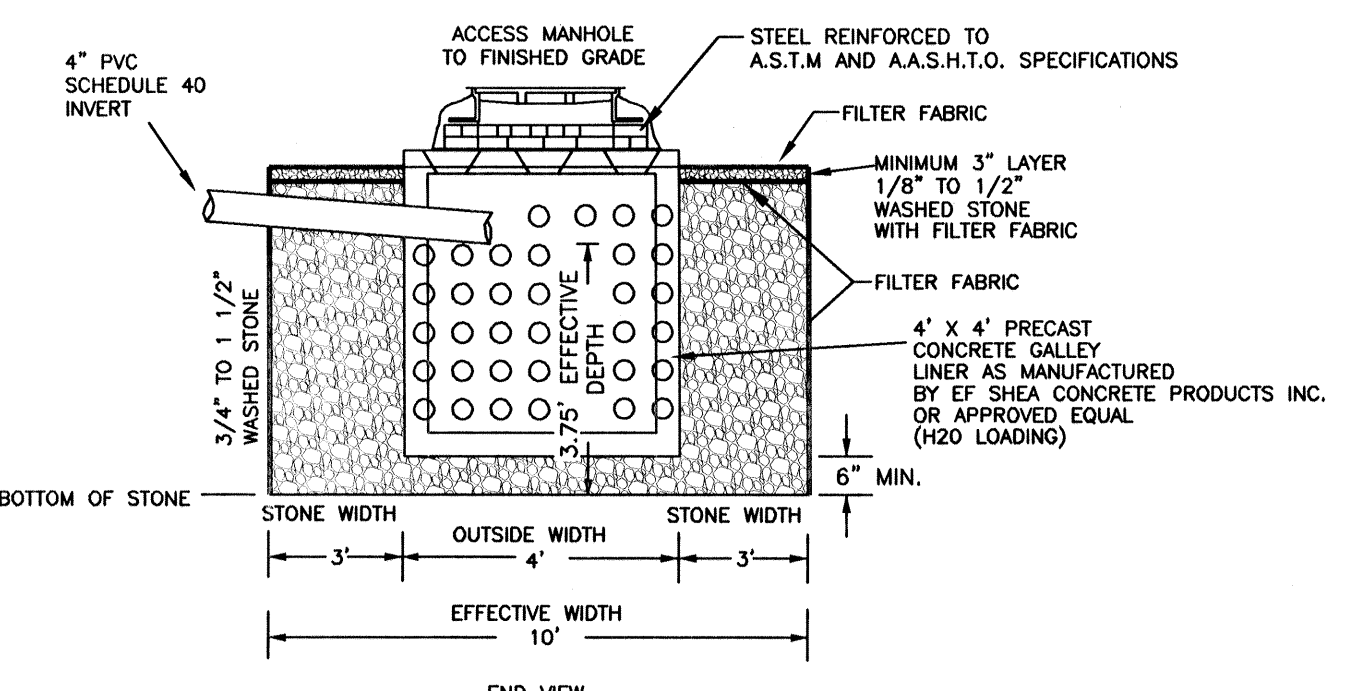 ACCESS MANHOLE
TO FINISHED GRADE
STEEL REINFORCED TO
A.S.T.M AND A.A.S.H.T.O. SPECIFICATIONS
4" PVC
SCHEDULE 40
INVERT
FILTER FABRIC
MINIMUM 3" LAYER
1/8" TO 1/2"
WASHED STONE
WITH FILTER FABRIC
FILTER FABRIC
3/4" TO 1 1/2"
WASHED STONE
3.75' EFFECTIVE
DEPTH
4' X 4' PRECAST
CONCRETE GALLEY
LINER AS MANUFACTURED
BY EF SHEA CONCRETE PRODUCTS INC.
OR APPROVED EQUAL
(H20 LOADING)
6" MIN.
BOTTOM OF STONE
STONE WIDTH
STONE WIDTH
OUTSIDE WIDTH
3'
4'
3'
EFFECTIVE WIDTH
10'
END VIEW